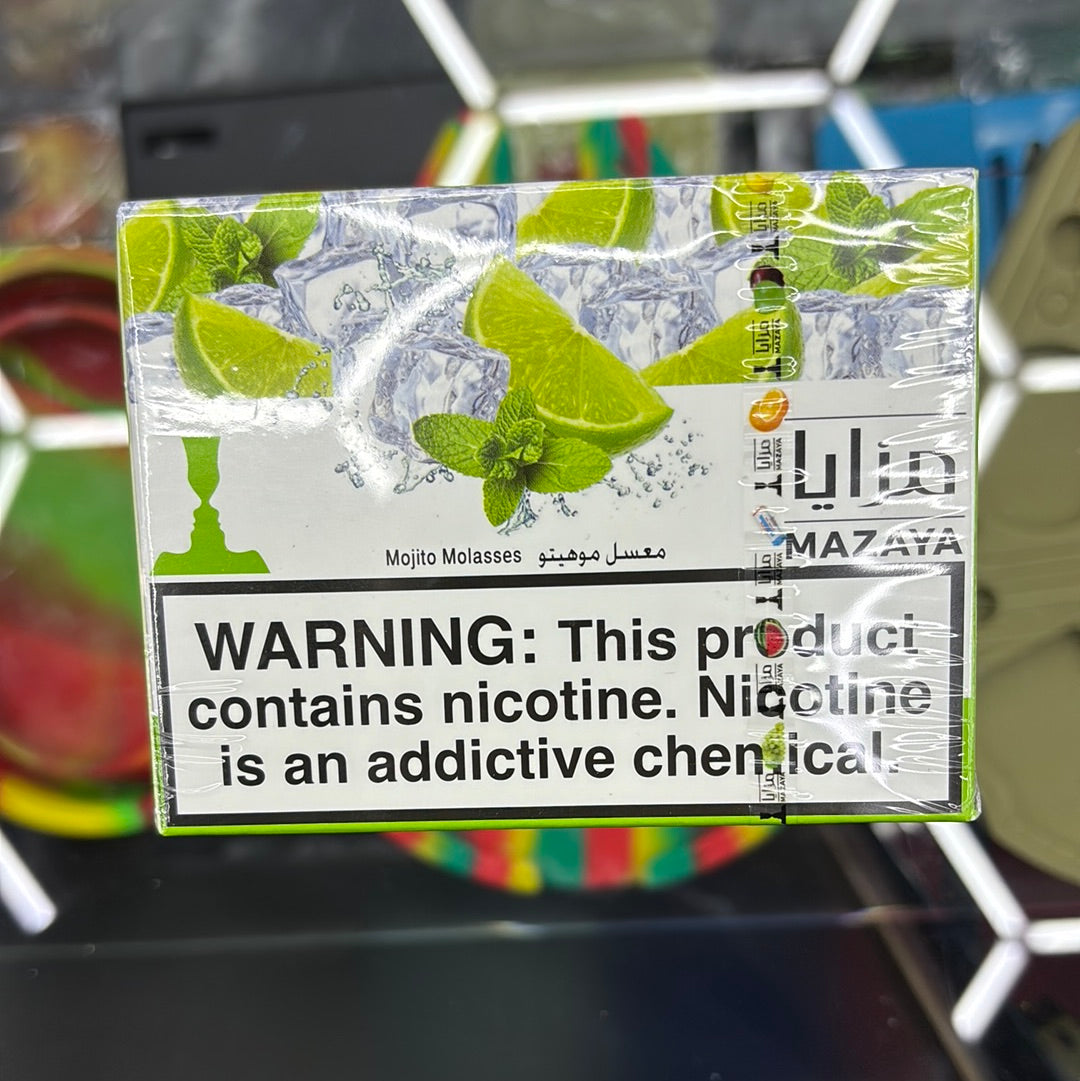 مزايا
MAZAYA
Mojito Molasses معسل موهيتو
WARNING: This product
contains nicotine. Nicotine
is an addictive chemical.